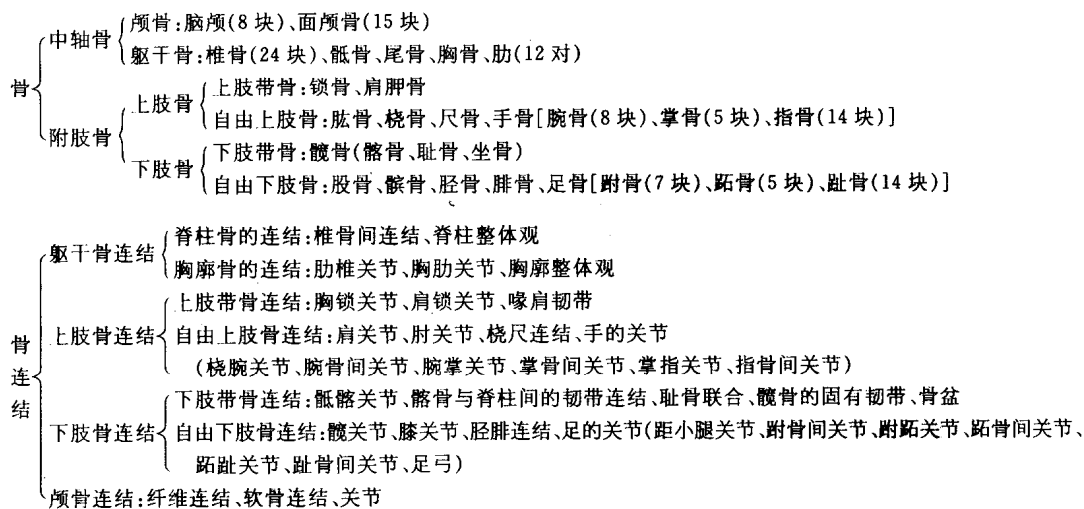 颅骨:脑颅(8块)、面颅骨(15块)
中轴骨
躯干骨:椎骨(24块)、骶骨、尾骨、胸骨、肋(12对)
骨
上肢带骨:锁骨、肩胛骨
上肢骨
自由上肢骨:肱骨、桡骨、尺骨、手骨[腕骨(8块)、掌骨(5块)、指骨(14块)]
附肢骨
下肢带骨:髋骨(髂骨、耻骨、坐骨)
下肢骨
自由下肢骨:股骨、髌骨、胫骨、腓骨、足骨[跗骨(7块)、跖骨(5块)、趾骨(14块)]
脊柱骨的连结:椎骨间连结、脊柱整体观
躯干骨连结
胸廓骨的连结:肋椎关节、胸肋关节、胸廓整体观
上肢带骨连结:胸锁关节、肩锁关节、喙肩韧带
上肢骨连结
自由上肢骨连结:肩关节、肘关节、桡尺连结、手的关节
(桡腕关节、腕骨间关节、腕掌关节、掌骨间关节、掌指关节、指骨间关节)
骨连结
下肢带骨连结:骶髂关节、髂骨与脊柱间的韧带连结、耻骨联合、髋骨的固有韧带、骨盆
下肢骨连结
自由下肢骨连结:髋关节、膝关节、胫腓连结、足的关节(距小腿关节、跗骨间关节、跗跖关节、跖骨间关节、
跖趾关节、趾骨间关节、足弓)
颅骨连结:纤维连结、软骨连结、关节